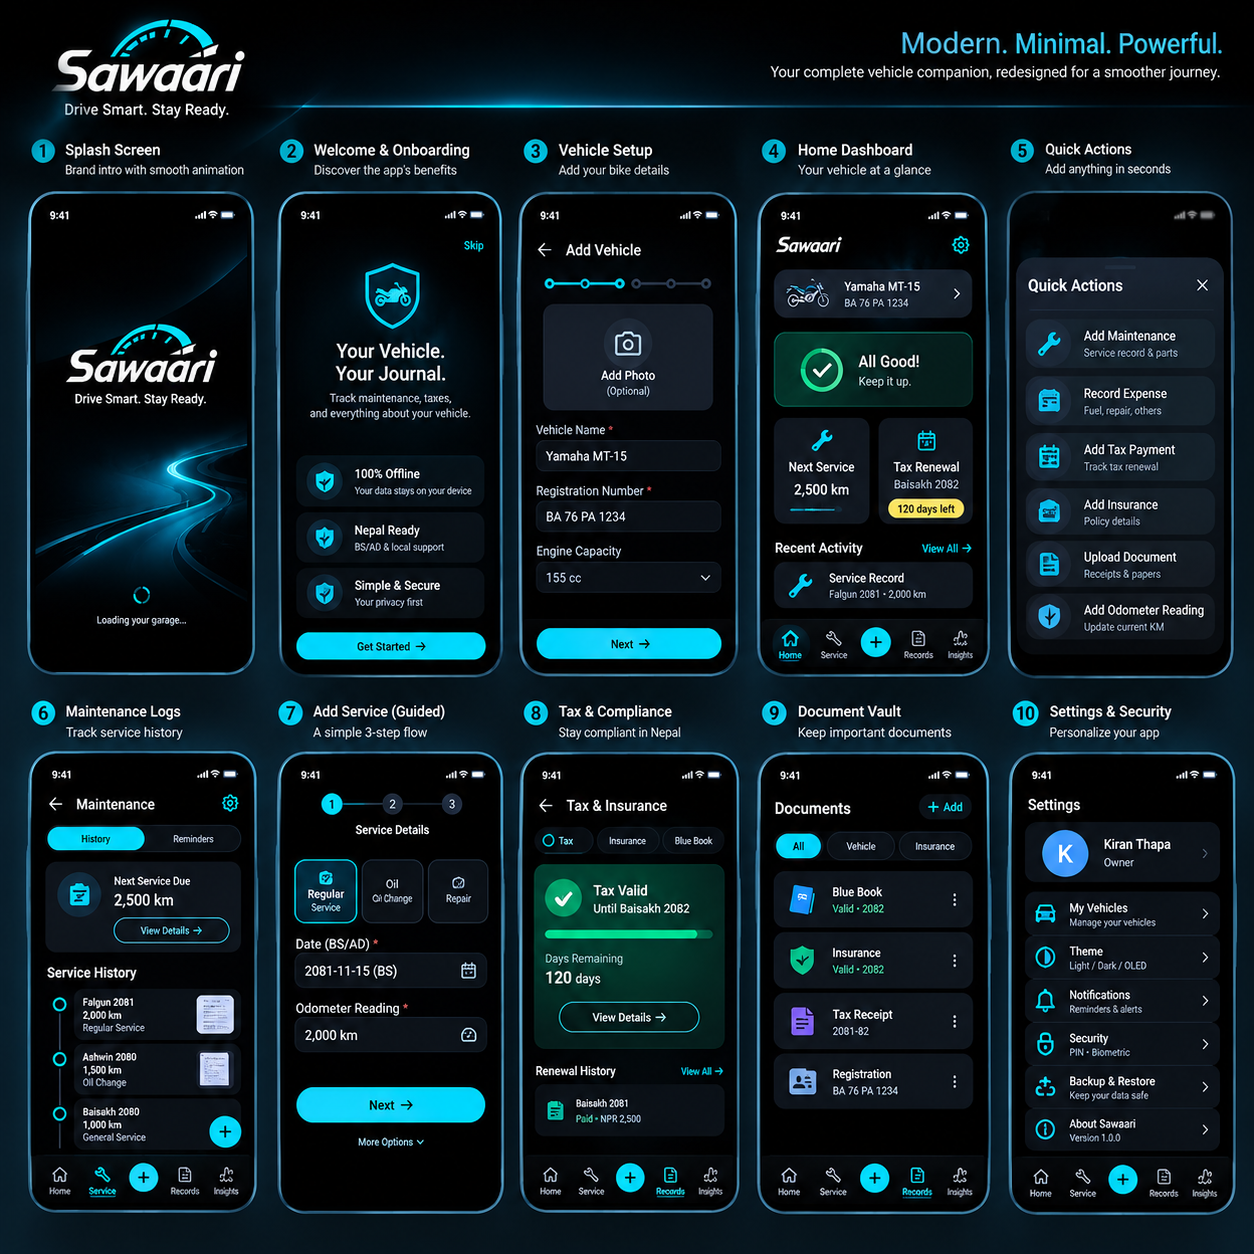 Sawaari
Drive Smart. Stay Ready.
Modern. Minimal. Powerful.
Your complete vehicle companion, redesigned for a smoother journey.
1 Splash Screen
Brand intro with smooth animation
9:41
Sawaari
Drive Smart. Stay Ready.
Loading your garage...
2 Welcome & Onboarding
Discover the app's benefits
9:41
Skip
Your Vehicle.
Your Journal.
Track maintenance, taxes,
and everything about your vehicle.
100% Offline
Your data stays on your device
Nepal Ready
BS/AD & local support
Simple & Secure
Your privacy first
Get Started →
3 Vehicle Setup
Add your bike details
9:41
← Add Vehicle
Add Photo
(Optional)
Vehicle Name *
Yamaha MT-15
Registration Number *
BA 76 PA 1234
Engine Capacity
155 cc
Next →
4 Home Dashboard
Your vehicle at a glance
9:41
Sawaari
Yamaha MT-15
BA 76 PA 1234
All Good!
Keep it up.
Next Service
2,500 km
Tax Renewal
Baisakh 2082
120 days left
Recent Activity View All →
Service Record
Falgun 2081 • 2,000 km
Home Service + Records Insights
5 Quick Actions
Add anything in seconds
Quick Actions ×
Add Maintenance
Service record & parts
Record Expense
Fuel, repair, others
Add Tax Payment
Track tax renewal
Add Insurance
Policy details
Upload Document
Receipts & papers
Add Odometer Reading
Update current KM
6 Maintenance Logs
Track service history
9:41
← Maintenance
History Reminders
Next Service Due
2,500 km
View Details →
Service History
Falgun 2081
2,000 km
Regular Service
Ashwin 2080
1,500 km
Oil Change
Baisakh 2080
1,000 km
General Service
+
Home Service + Records Insights
7 Add Service (Guided)
A simple 3-step flow
9:41
1 2 3
Service Details
Regular
Service
Oil
Oil Change
Repair
Date (BS/AD) *
2081-11-15 (BS)
Odometer Reading *
2,000 km
Next →
More Options
8 Tax & Compliance
Stay compliant in Nepal
9:41
← Tax & Insurance
Tax Insurance Blue Book
Tax Valid
Until Baisakh 2082
Days Remaining
120 days
View Details →
Renewal History View All →
Baisakh 2081
Paid • NPR 2,500
Home Service + Records Insights
9 Document Vault
Keep important documents
9:41
Documents + Add
All Vehicle Insurance
Blue Book
Valid • 2082
Insurance
Valid • 2082
Tax Receipt
2081-82
Registration
BA 76 PA 1234
Home Service + Records Insights
10 Settings & Security
Personalize your app
9:41
Settings
K
Kiran Thapa
Owner
My Vehicles
Manage your vehicles
Theme
Light / Dark / OLED
Notifications
Reminders & alerts
Security
PIN • Biometric
Backup & Restore
Keep your data safe
About Sawaari
Version 1.0.0
Home Service + Records Insights